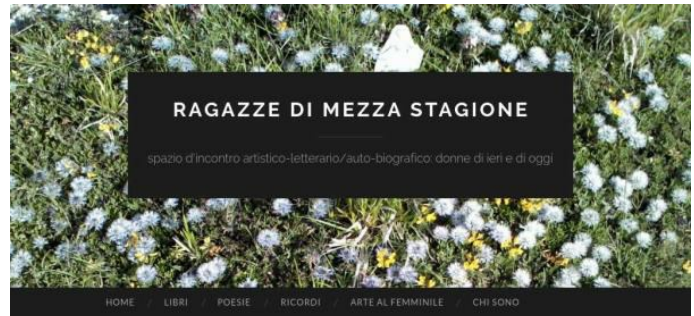 RAGAZZE DI MEZZA STAGIONE
spazio d'incontro artistico-letterario/auto-biografico: donne di ieri e di oggi
HOME / LIBRI / POESIE / RICORDI / ARTE AL FEMMINILE / CHI SONO